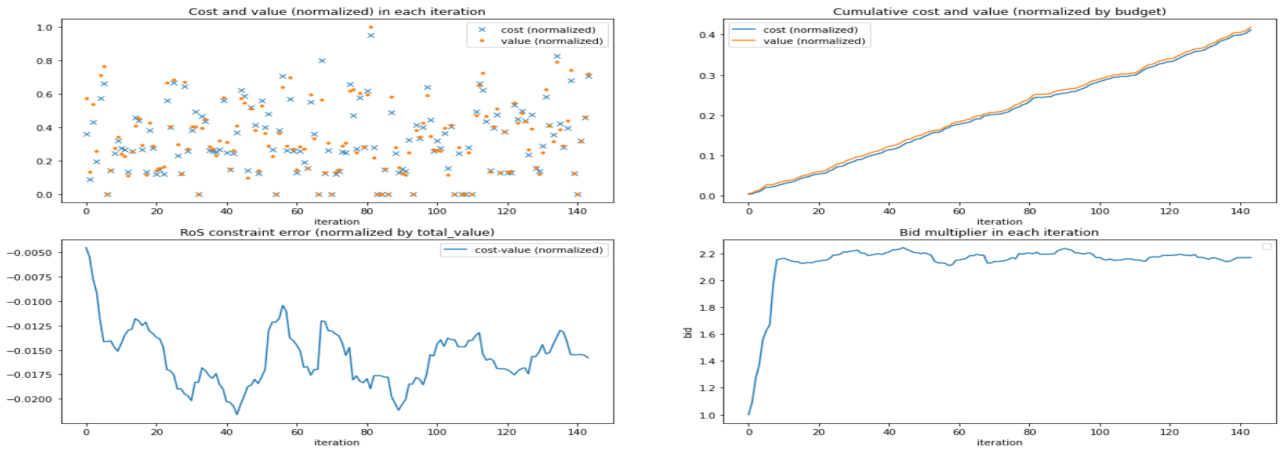 Cost and value (normalized) in each iteration
1.0
0.8
0.6
0.4
0.2
0.0
cost (normalized)
value (normalized)
0 20 40 60 80 100 120 140
iteration
Cumulative cost and value (normalized by budget)
0.4
0.3
0.2
0.1
0.0
cost (normalized)
value (normalized)
0 20 40 60 80 100 120 140
iteration
RoS constraint error (normalized by total_value)
−0.0050
−0.0075
−0.0100
−0.0125
−0.0150
−0.0175
−0.0200
cost-value (normalized)
0 20 40 60 80 100 120 140
iteration
Bid multiplier in each iteration
2.2
2.0
1.8
1.6
1.4
1.2
1.0
bid
0 20 40 60 80 100 120 140
iteration